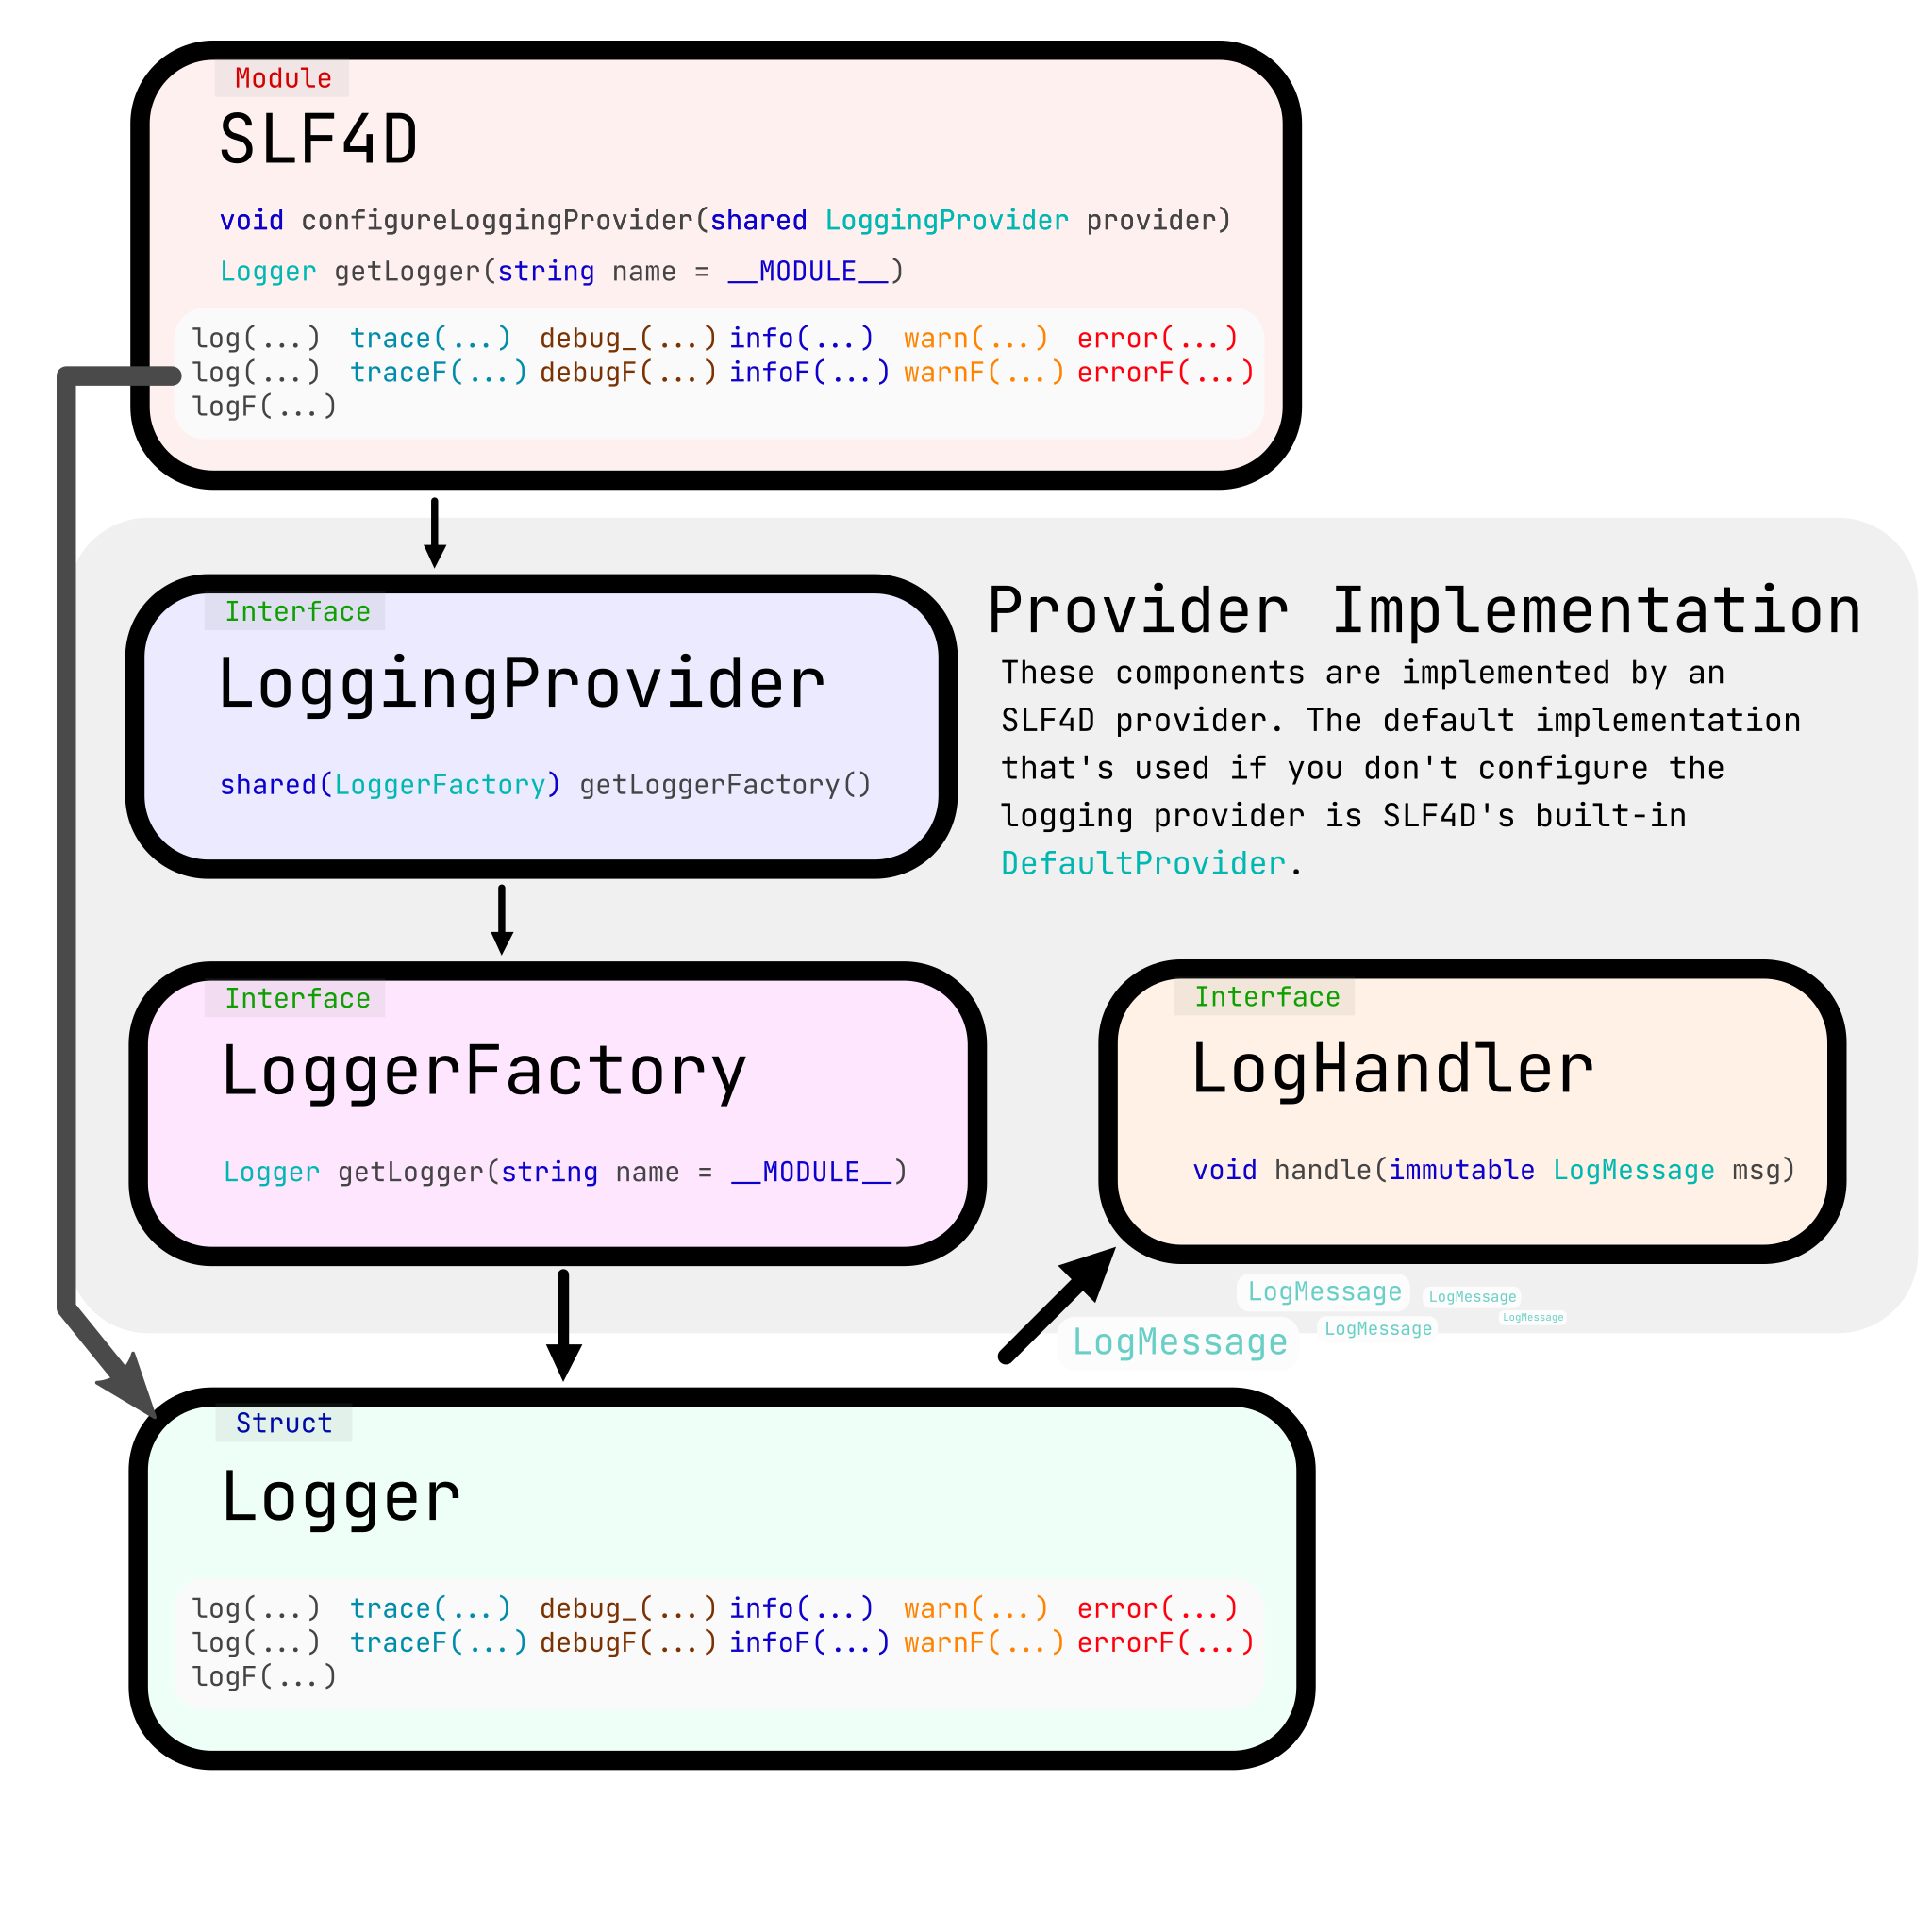 Module
SLF4D
void configureLoggingProvider(shared LoggingProvider provider)
Logger getLogger(string name = __MODULE__)
log(...) trace(...) debug_(...) info(...) warn(...) error(...)
log(...) traceF(...) debugF(...) infoF(...) warnF(...) errorF(...)
logF(...)
Interface
LoggingProvider
shared(LoggerFactory) getLoggerFactory()
Provider Implementation
These components are implemented by an
SLF4D provider. The default implementation
that's used if you don't configure the
logging provider is SLF4D's built-in
DefaultProvider.
Interface
LoggerFactory
Logger getLogger(string name = __MODULE__)
Interface
LogHandler
void handle(immutable LogMessage msg)
LogMessage
LogMessage
LogMessage
LogMessage
LogMessage
Struct
Logger
log(...) trace(...) debug_(...) info(...) warn(...) error(...)
log(...) traceF(...) debugF(...) infoF(...) warnF(...) errorF(...)
logF(...)